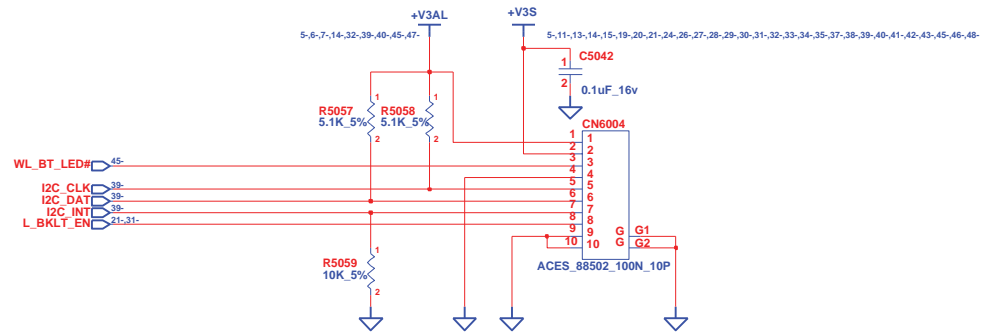 +V3AL
+V3S
5-,6-,7-,14-,32-,39-,40-,45-,47-
5-,11-,13-,14-,15-,19-,20-,21-,24-,26-,27-,28-,29-,30-,31-,32-,33-,34-,35-,37-,38-,39-,40-,41-,42-,43-,45-,46-,48-
C5042
1
2
0.1uF_16v
1
1
R5057
R5058
5.1K_5%
5.1K_5%
2
2
CN6004
1 1
2 2
WL_BT_LED# 45- 3 3
4 4
I2C_CLK 39- 5 5
I2C_DAT 39- 6 6
I2C_INT 39- 7 7
L_BKLT_EN 21-,31- 8 8
9 9 G G1
10 10 G G2
ACES_88502_100N_10P
1
R5059
10K_5%
2